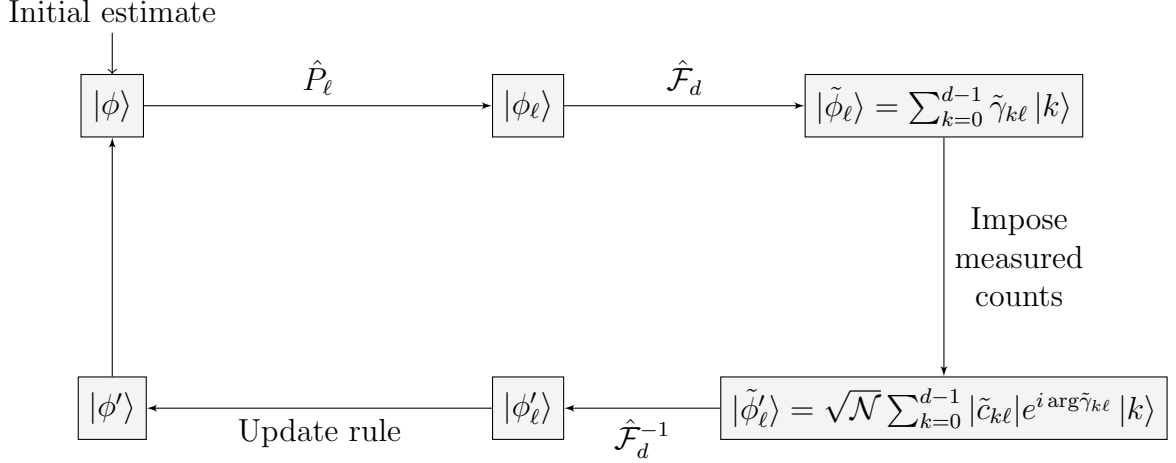 Initial estimate
|ϕ⟩
P̂_ℓ
|ϕ_ℓ⟩
ℱ̂_d
|ϕ̃_ℓ⟩ = ∑_{k=0}^{d−1} γ̃_{kℓ} |k⟩
Impose
measured
counts
|ϕ′⟩
Update rule
|ϕ′_ℓ⟩
ℱ̂_d^{−1}
|ϕ̃′_ℓ⟩ = √𝒩 ∑_{k=0}^{d−1} |c̃_{kℓ}| e^{i arg γ̃_{kℓ}} |k⟩